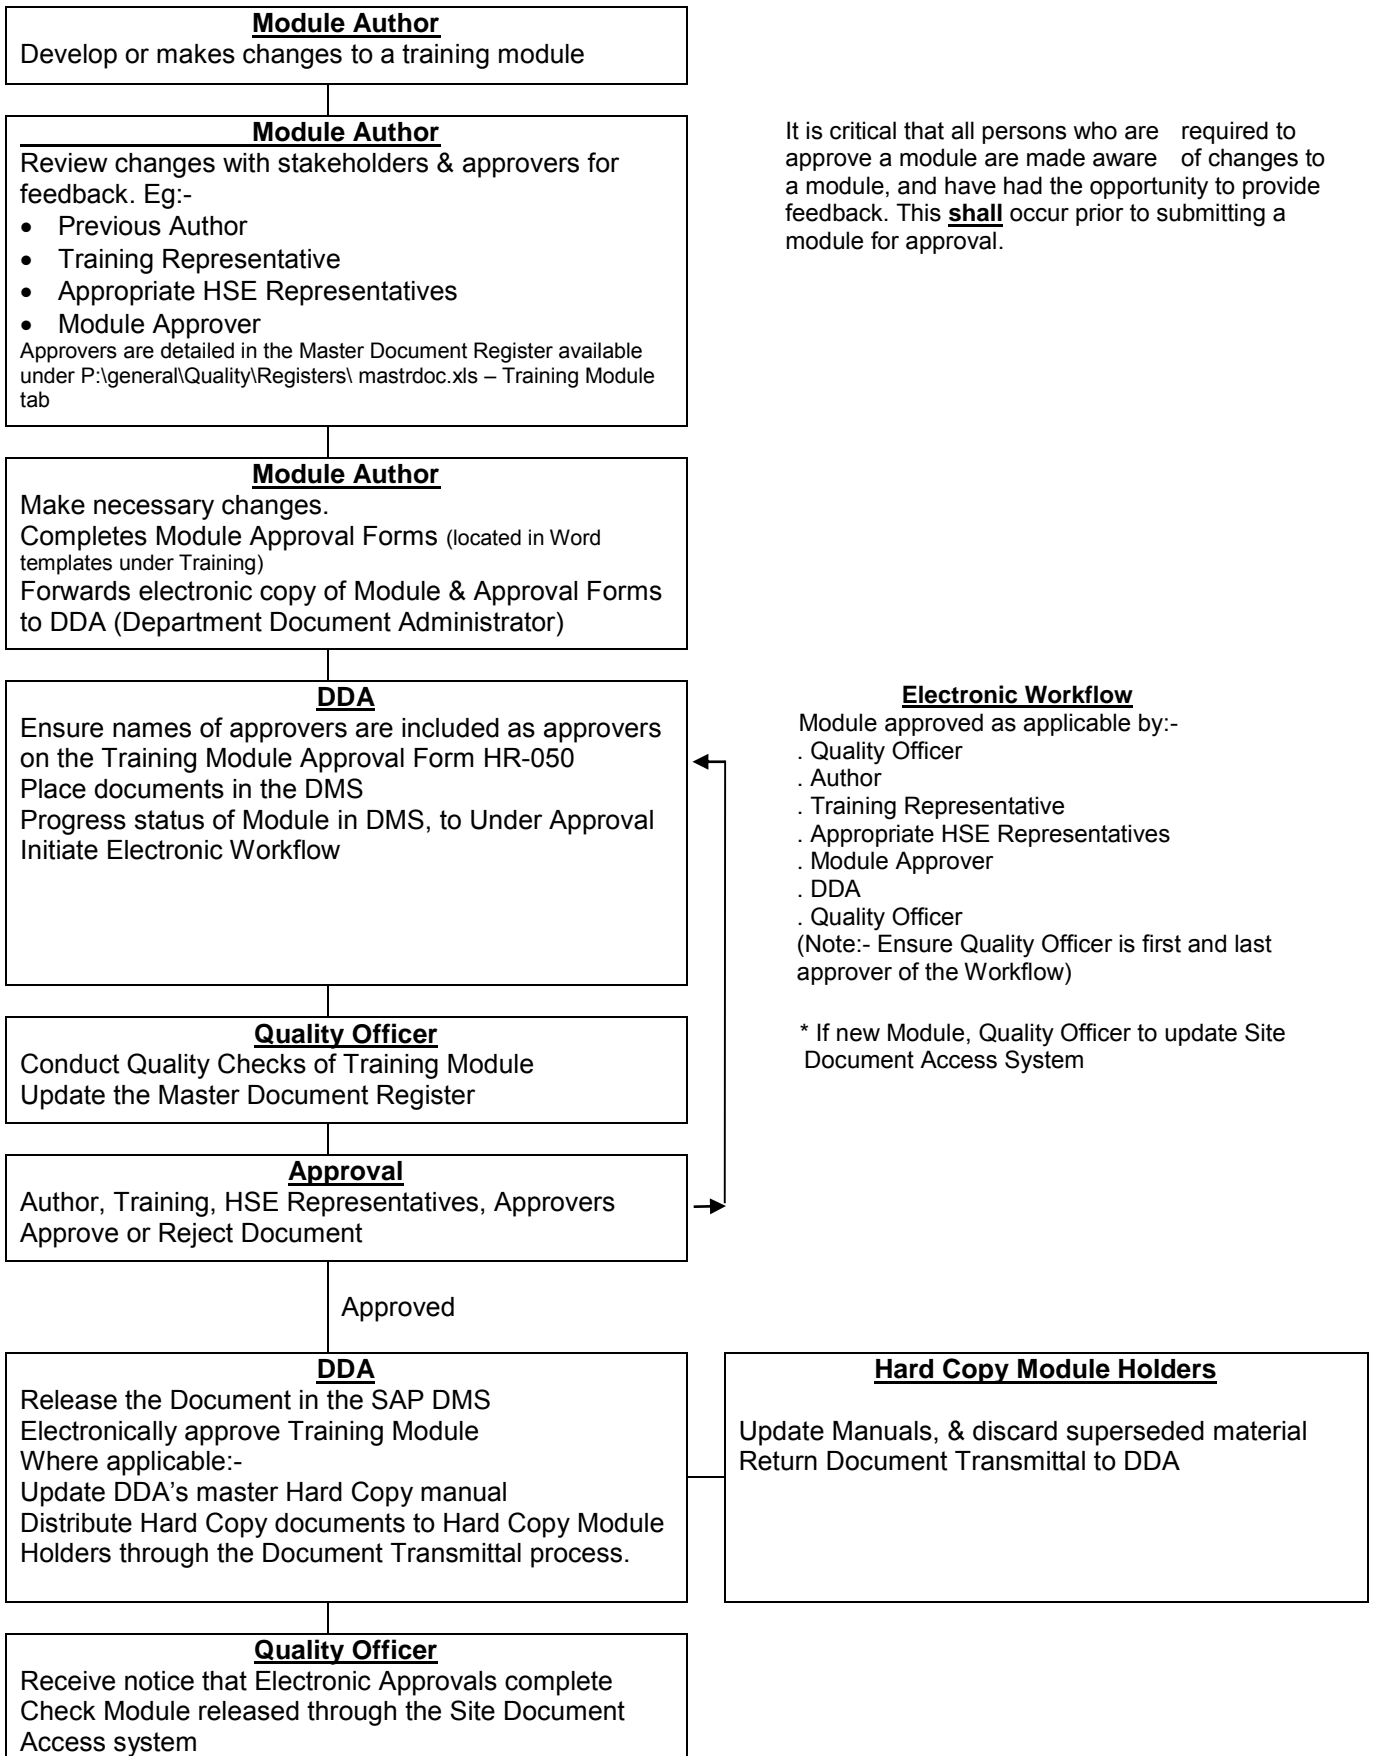 Module Author
Develop or makes changes to a training module
Module Author
Review changes with stakeholders & approvers for
feedback. Eg:-
• Previous Author
• Training Representative
• Appropriate HSE Representatives
• Module Approver
Approvers are detailed in the Master Document Register available
under P:\general\Quality\Registers\ mastrdoc.xls – Training Module
tab
It is critical that all persons who are required to
approve a module are made aware of changes to
a module, and have had the opportunity to provide
feedback. This shall occur prior to submitting a
module for approval.
Module Author
Make necessary changes.
Completes Module Approval Forms (located in Word
templates under Training)
Forwards electronic copy of Module & Approval Forms
to DDA (Department Document Administrator)
DDA
Ensure names of approvers are included as approvers
on the Training Module Approval Form HR-050
Place documents in the DMS
Progress status of Module in DMS, to Under Approval
Initiate Electronic Workflow
Electronic Workflow
Module approved as applicable by:-
. Quality Officer
. Author
. Training Representative
. Appropriate HSE Representatives
. Module Approver
. DDA
. Quality Officer
(Note:- Ensure Quality Officer is first and last
approver of the Workflow)
* If new Module, Quality Officer to update Site
Document Access System
Quality Officer
Conduct Quality Checks of Training Module
Update the Master Document Register
Approval
Author, Training, HSE Representatives, Approvers
Approve or Reject Document
Approved
DDA
Release the Document in the SAP DMS
Electronically approve Training Module
Where applicable:-
Update DDA's master Hard Copy manual
Distribute Hard Copy documents to Hard Copy Module
Holders through the Document Transmittal process.
Hard Copy Module Holders
Update Manuals, & discard superseded material
Return Document Transmittal to DDA
Quality Officer
Receive notice that Electronic Approvals complete
Check Module released through the Site Document
Access system